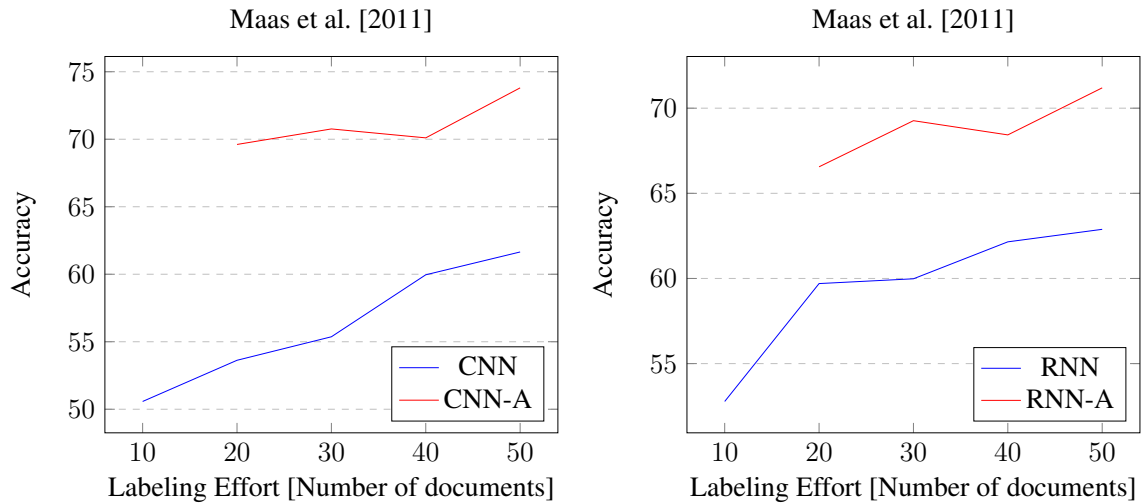 Maas et al. [2011]
75
70
65
60
55
50
Accuracy
10 20 30 40 50
Labeling Effort [Number of documents]
CNN
CNN-A
Maas et al. [2011]
70
65
60
55
Accuracy
10 20 30 40 50
Labeling Effort [Number of documents]
RNN
RNN-A